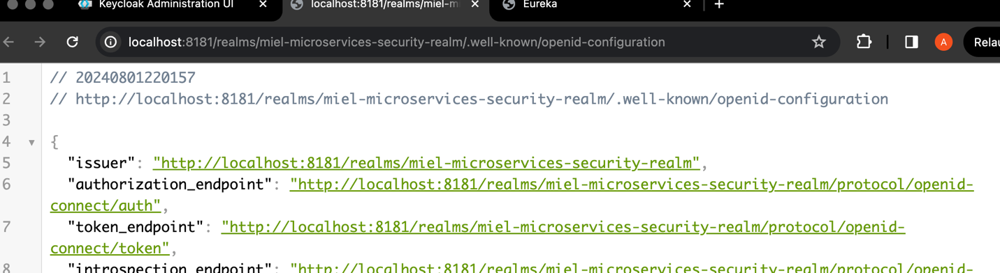 Keycloak Administration UI
localhost:8181/realms/miel-m
Eureka
localhost:8181/realms/miel-microservices-security-realm/.well-known/openid-configuration
A
Relau
1 // 20240801220157
2 // http://localhost:8181/realms/miel-microservices-security-realm/.well-known/openid-configuration
3
4 {
5 "issuer": "http://localhost:8181/realms/miel-microservices-security-realm",
6 "authorization_endpoint": "http://localhost:8181/realms/miel-microservices-security-realm/protocol/openid-
connect/auth",
7 "token_endpoint": "http://localhost:8181/realms/miel-microservices-security-realm/protocol/openid-
connect/token",
8 "introspection_endpoint": "http://localhost:8181/realms/miel-microservices-security-realm/protocol/openid-